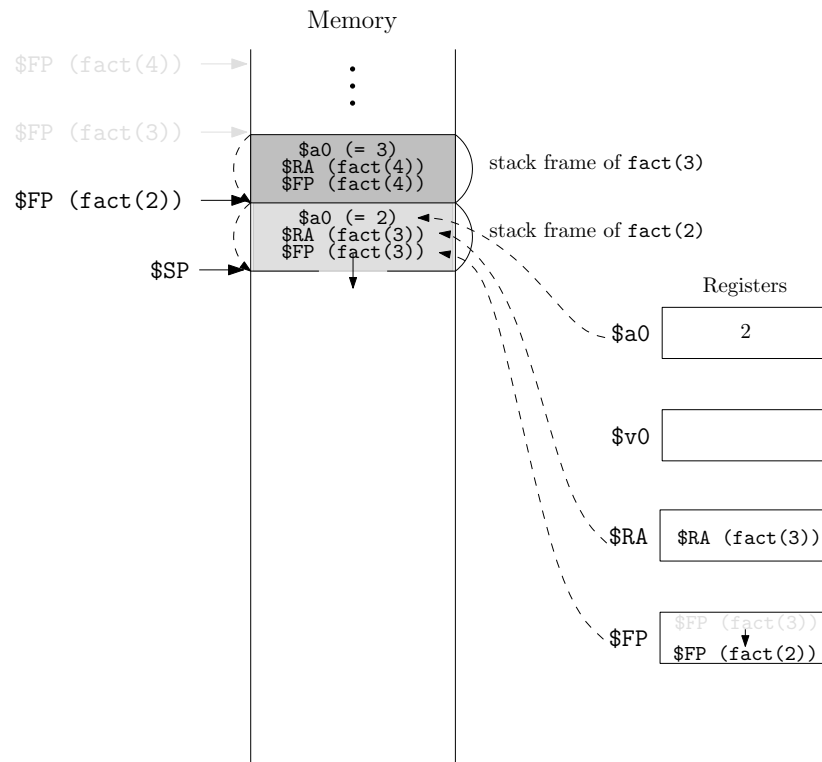 Memory
$FP (fact(4))
$FP (fact(3))
$a0 (= 3)
$RA (fact(4))
$FP (fact(4))
stack frame of fact(3)
$FP (fact(2))
$a0 (= 2)
$RA (fact(3))
$FP (fact(3))
stack frame of fact(2)
$SP
Registers
$a0
2
$v0
$RA
$RA (fact(3))
$FP
$FP (fact(3))
$FP (fact(2))